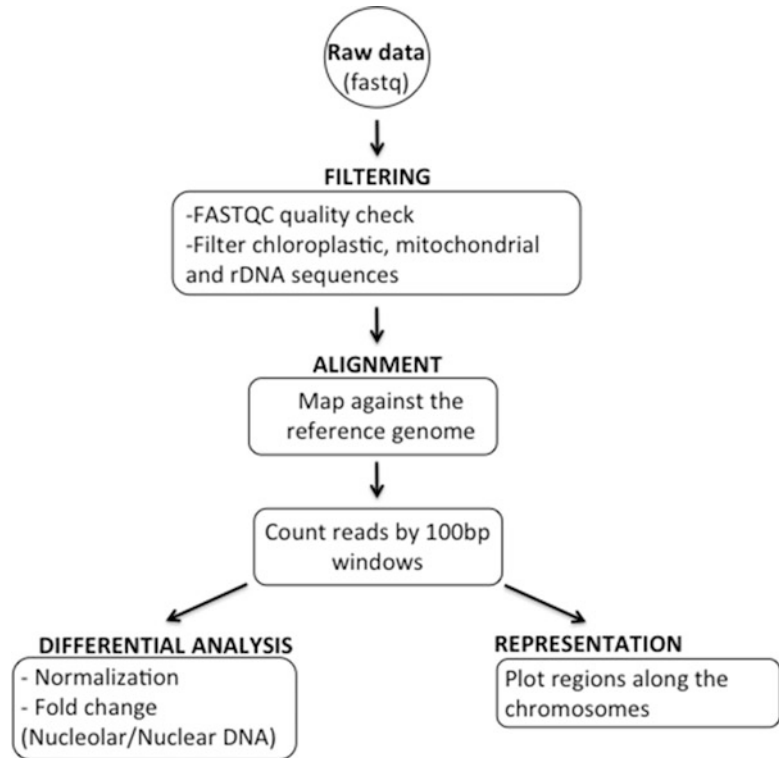 Raw data
(fastq)
FILTERING
-FASTQC quality check
-Filter chloroplastic, mitochondrial
and rDNA sequences
ALIGNMENT
Map against the
reference genome
Count reads by 100bp
windows
DIFFERENTIAL ANALYSIS
- Normalization
- Fold change
(Nucleolar/Nuclear DNA)
REPRESENTATION
Plot regions along the
chromosomes